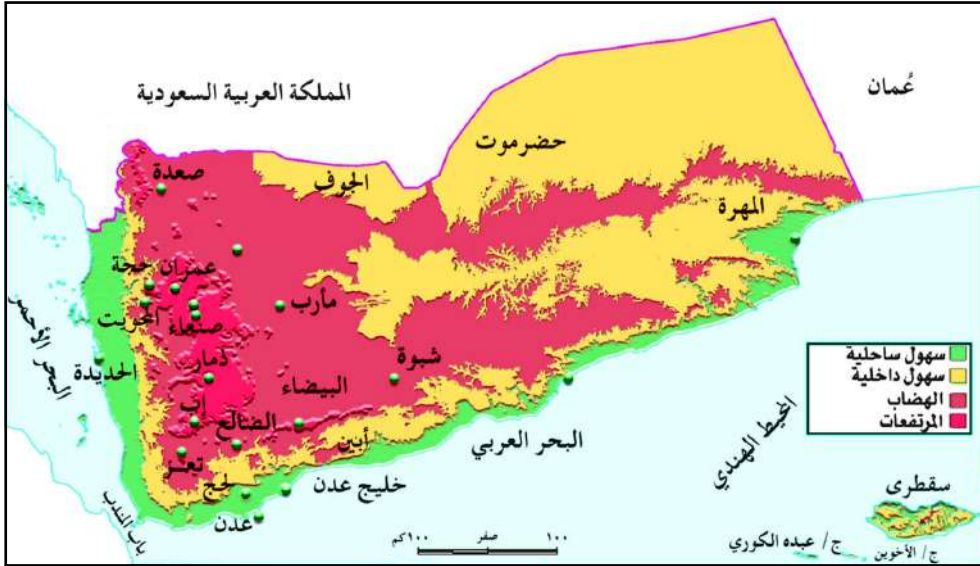 المملكة العربية السعودية
عُمان
حضرموت
الجوف
صعدة
المهرة
عمران
حجة
المحويت
صنعاء
مأرب
ذمار
شبوة
البيضاء
الحديدة
إب
الضالع
أبين
تعز
لحج
عدن
خليج عدن
البحر العربي
البحر الأحمر
باب المندب
المحيط الهندي
سهول ساحلية
سهول داخلية
الهضاب
المرتفعات
سقطرى
ج/ عبده الكوري
ج/ الأخوين
١٠٠كم صفر ١٠٠